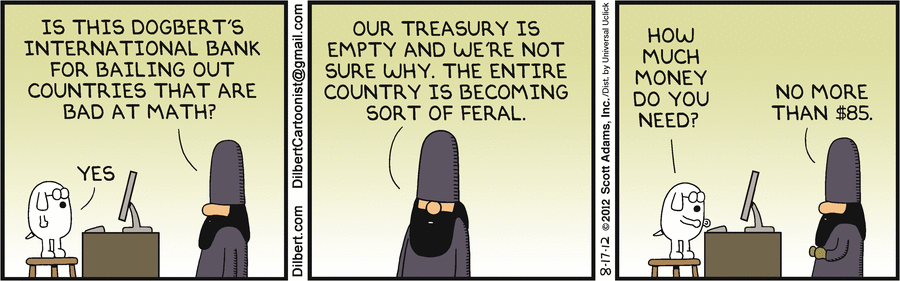 IS THIS DOGBERT'S
INTERNATIONAL BANK
FOR BAILING OUT
COUNTRIES THAT ARE
BAD AT MATH?
YES
Dilbert.com DilbertCartoonist@gmail.com
OUR TREASURY IS
EMPTY AND WE'RE NOT
SURE WHY. THE ENTIRE
COUNTRY IS BECOMING
SORT OF FERAL.
8-17-12 ©2012 Scott Adams, Inc./Dist. by Universal Uclick
HOW
MUCH
MONEY
DO YOU
NEED?
NO MORE
THAN $85.